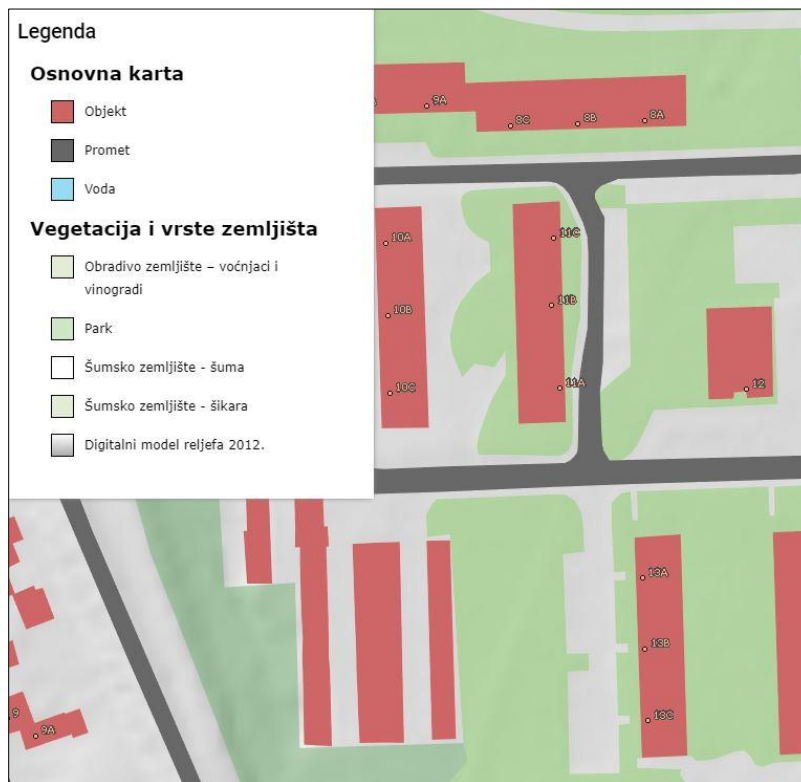 Legenda
Osnovna karta
Objekt
Promet
Voda
Vegetacija i vrste zemljišta
Obradivo zemljište – voćnjaci i
vinogradi
Park
Šumsko zemljište - šuma
Šumsko zemljište - šikara
Digitalni model reljefa 2012.
9A
8C
8B
8A
10A
11C
10B
11B
10C
11A
12
13A
13B
13C
9
9A